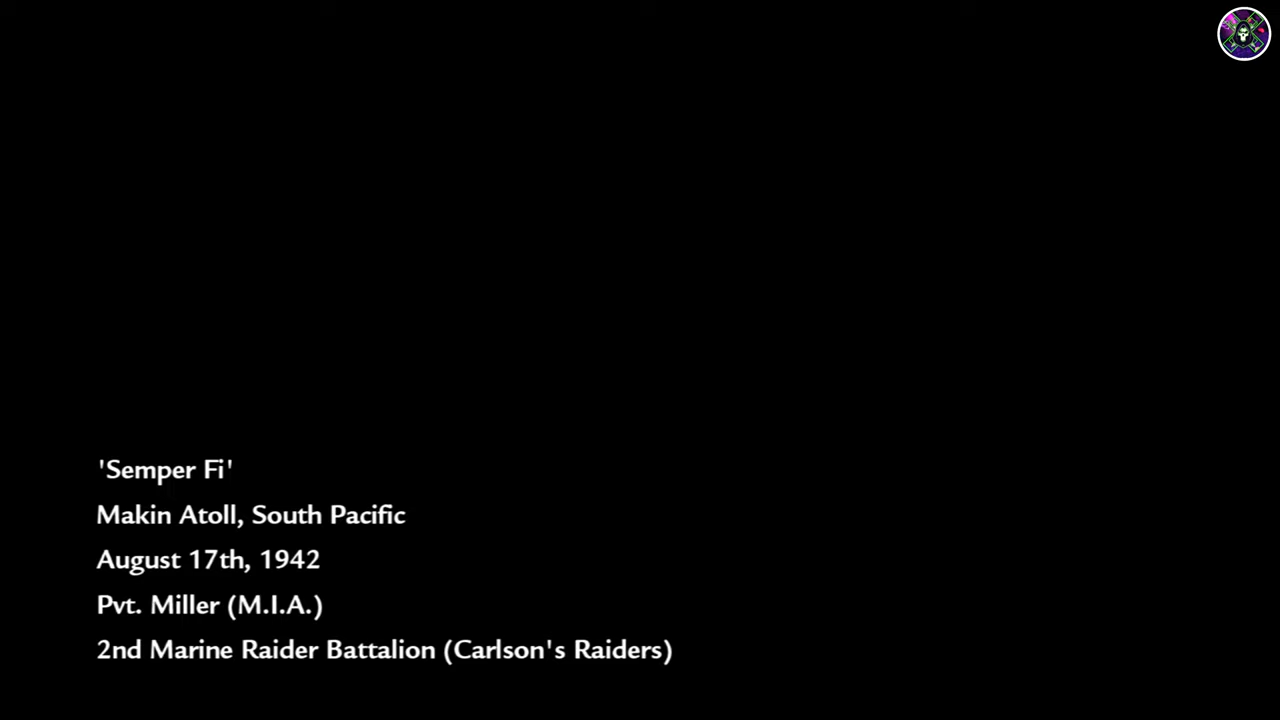 'Semper Fi'
Makin Atoll, South Pacific
August 17th, 1942
Pvt. Miller (M.I.A.)
2nd Marine Raider Battalion (Carlson's Raiders)